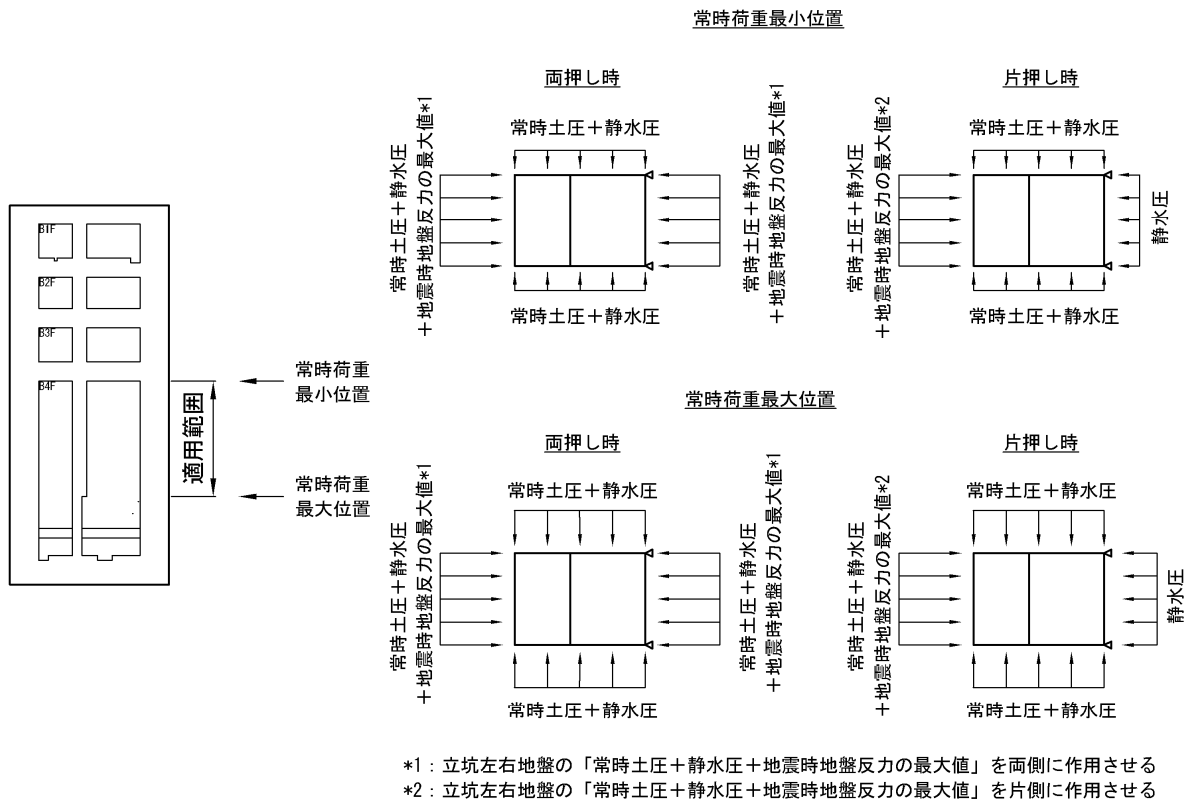 常時荷重最小位置
両押し時
片押し時
常時土圧＋静水圧
＋地震時地盤反力の最大値*1
常時土圧＋静水圧
常時土圧＋静水圧
常時土圧＋静水圧
＋地震時地盤反力の最大値*1
常時土圧＋静水圧
＋地震時地盤反力の最大値*2
常時土圧＋静水圧
常時土圧＋静水圧
静水圧
B1F
B2F
B3F
B4F
適用範囲
常時荷重
最小位置
常時荷重
最大位置
常時荷重最大位置
両押し時
片押し時
常時土圧＋静水圧
＋地震時地盤反力の最大値*1
常時土圧＋静水圧
常時土圧＋静水圧
常時土圧＋静水圧
＋地震時地盤反力の最大値*1
常時土圧＋静水圧
＋地震時地盤反力の最大値*2
常時土圧＋静水圧
常時土圧＋静水圧
静水圧
*1：立坑左右地盤の「常時土圧＋静水圧＋地震時地盤反力の最大値」を両側に作用させる
*2：立坑左右地盤の「常時土圧＋静水圧＋地震時地盤反力の最大値」を片側に作用させる